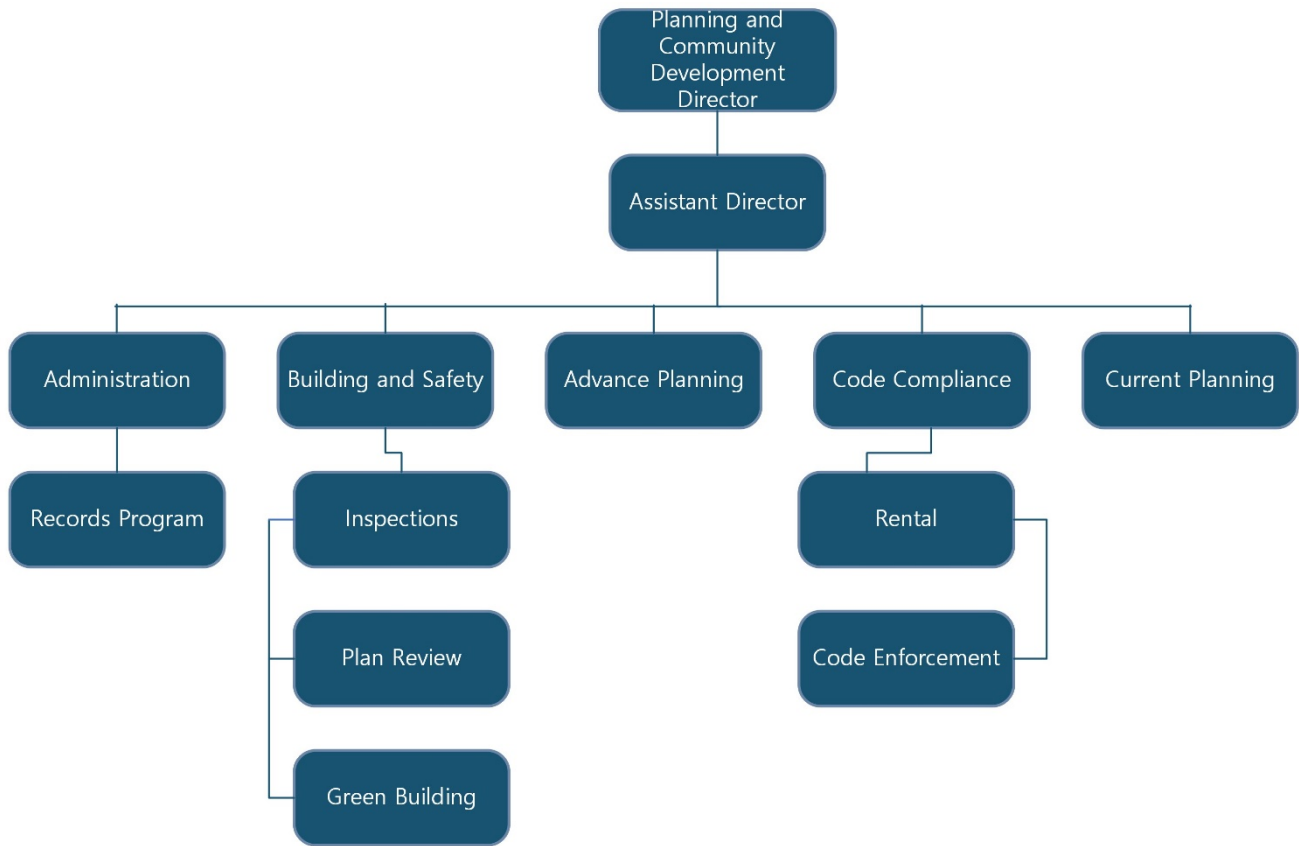 Planning and
Community
Development
Director
Assistant Director
Administration
Building and Safety
Advance Planning
Code Compliance
Current Planning
Records Program
Inspections
Rental
Plan Review
Code Enforcement
Green Building